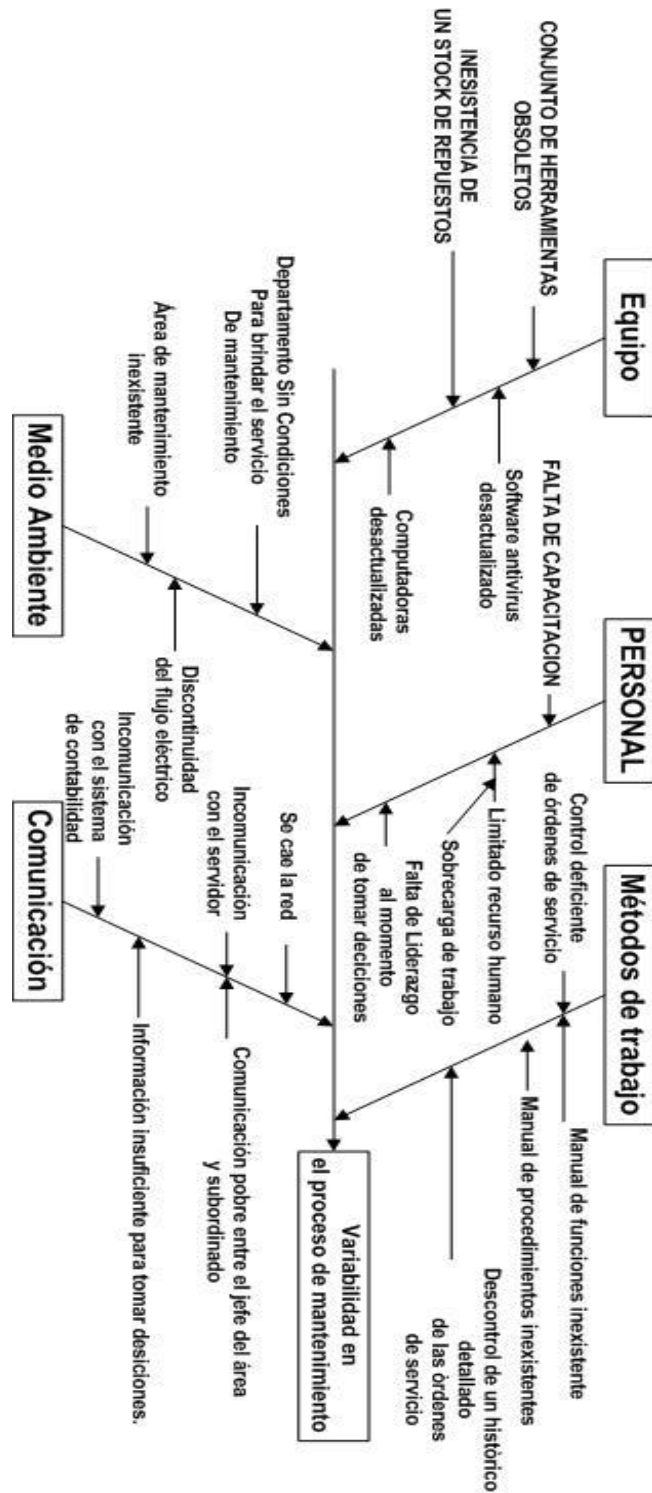 Equipo
CONJUNTO DE HERRAMIENTAS
OBSOLETOS
INESISTENCIA DE
UN STOCK DE REPUESTOS
Software antivirus
desactualizado
Computadoras
desactualizadas
PERSONAL
FALTA DE CAPACITACION
Limitado recurso humano
Sobrecarga de trabajo
Falta de Liderazgo
al momento
de tomar deciciones
Métodos de trabajo
Control deficiente
de órdenes de servicio
Manual de funciones inexistente
Manual de procedimientos inexistentes
Descontrol de un històrico
detallado
de las órdenes
de servicio
Variabilidad en
el proceso de mantenimiento
Departamento Sin Condiciones
Para brindar el servicio
De mantenimiento
Área de mantenimiento
inexistente
Discontinuidad
del flujo eléctrico
Medio Ambiente
Se cae la red
Incomunicación
con el servidor
Incomunicación
con el sistema
de contabilidad
Comunicación pobre entre el jefe del área
y subordinado
Información insuficiente para tomar desiciones.
Comunicación